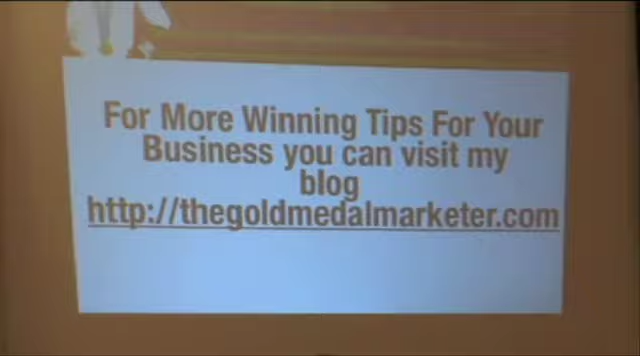 For More Winning Tips For Your
Business you can visit my
blog
http://thegoldmedalmarketer.com